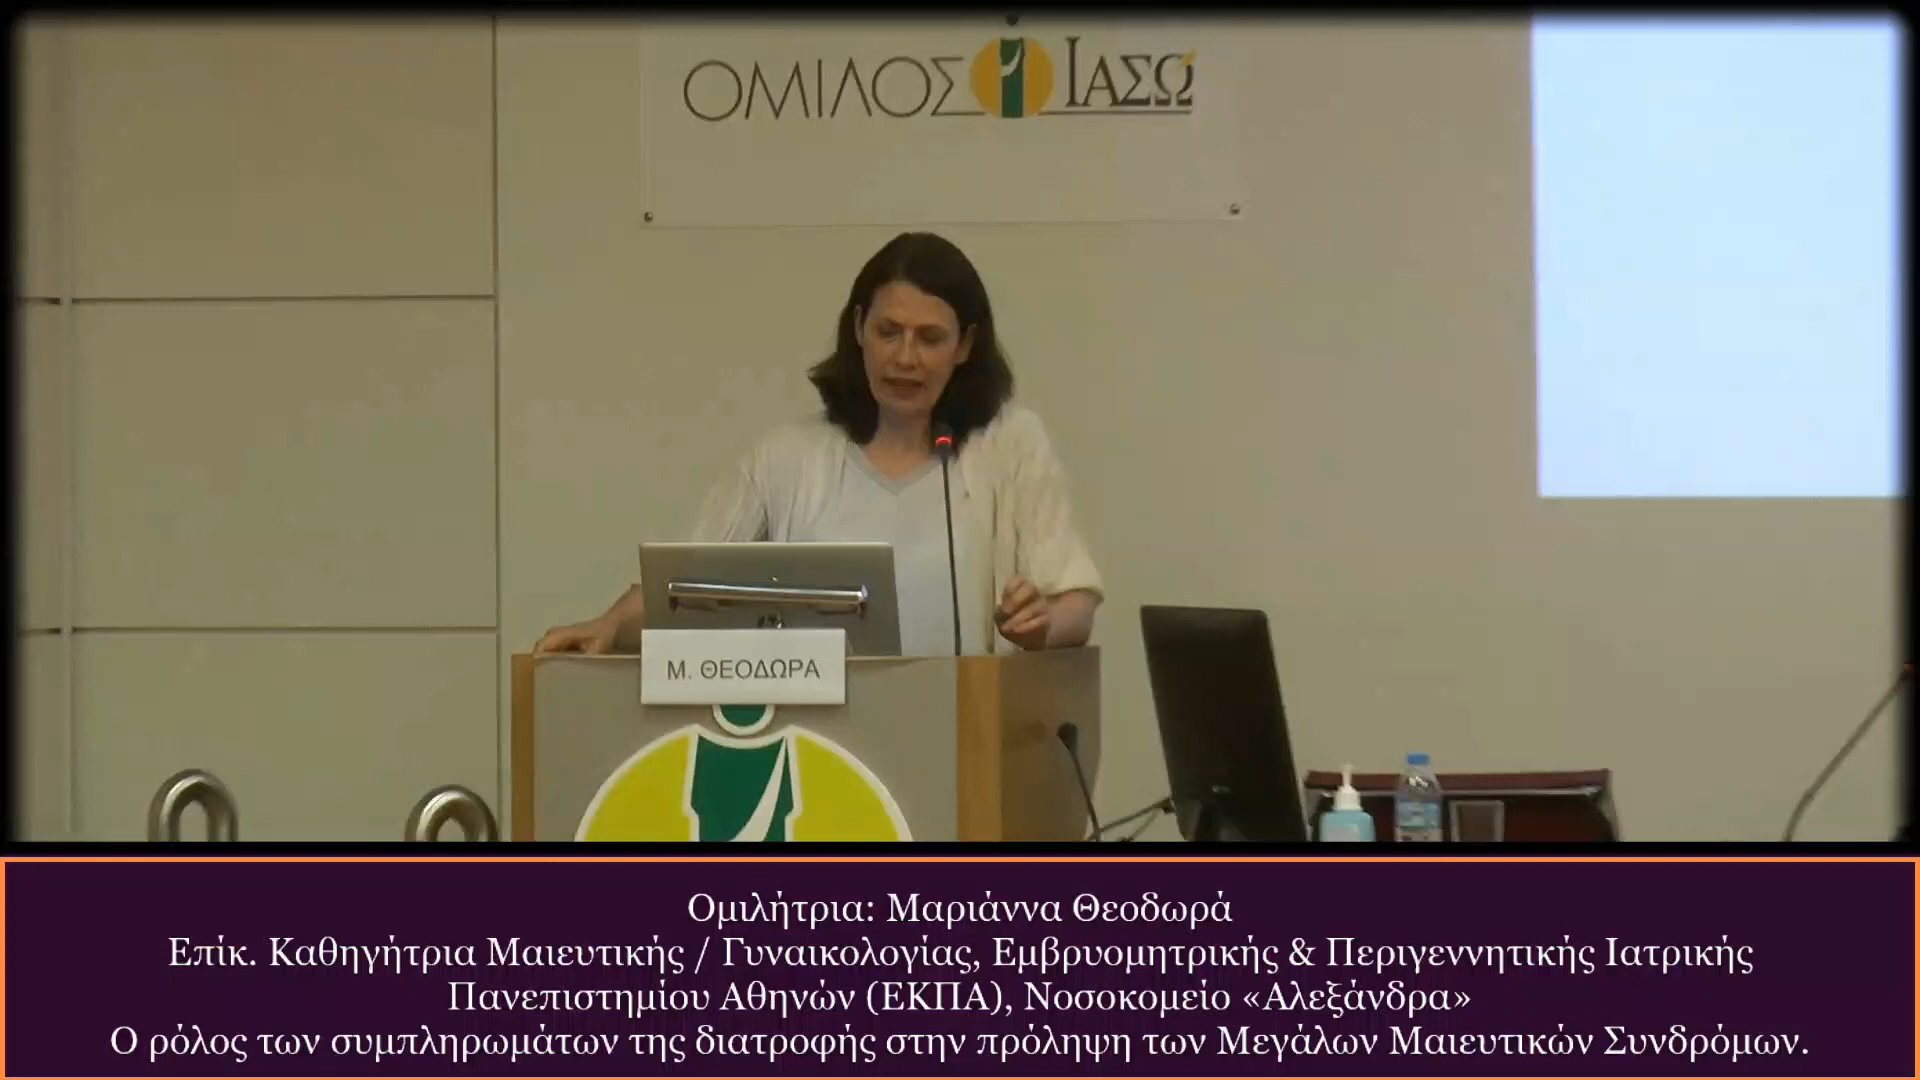 ΟΜΙΛΟΣ ΙΑΣΩ
Μ. ΘΕΟΔΩΡΑ
Ομιλήτρια: Μαριάννα Θεοδωρά
Επίκ. Καθηγήτρια Μαιευτικής / Γυναικολογίας, Εμβρυομητρικής & Περιγεννητικής Ιατρικής
Πανεπιστημίου Αθηνών (ΕΚΠΑ), Νοσοκομείο «Αλεξάνδρα»
Ο ρόλος των συμπληρωμάτων της διατροφής στην πρόληψη των Μεγάλων Μαιευτικών Συνδρόμων.